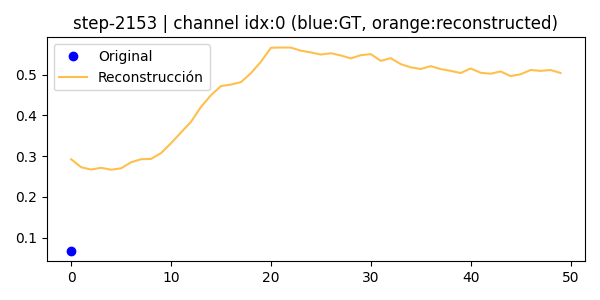 step-2153 | channel idx:0 (blue:GT, orange:reconstructed)
Original
Reconstrucción
0.5
0.4
0.3
0.2
0.1
0 10 20 30 40 50